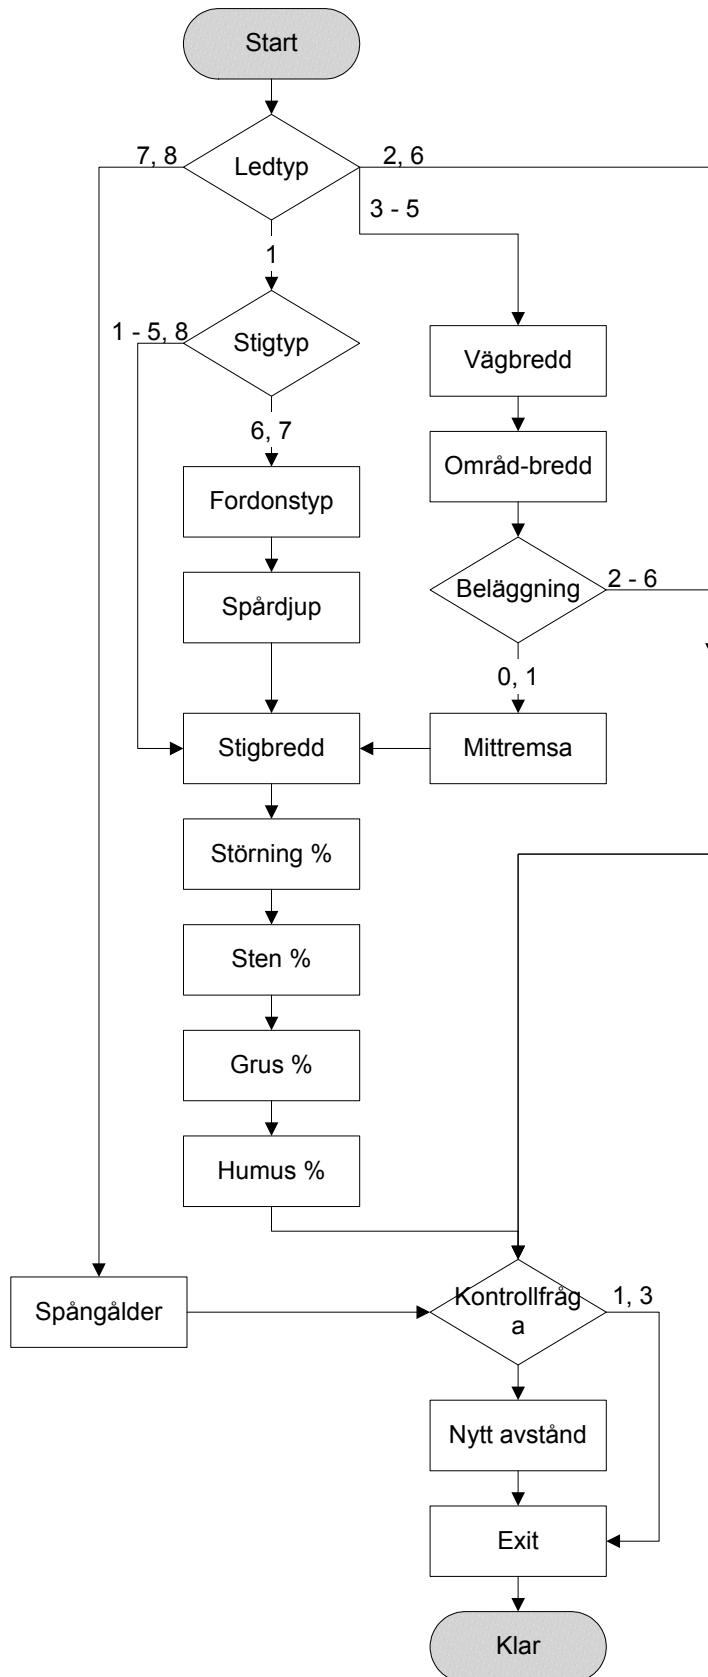 Start
7, 8
Ledtyp
2, 6
3 - 5
1
1 - 5, 8
Stigtyp
Vägbredd
6, 7
Områd-bredd
Fordonstyp
Beläggning
2 - 6
Spårdjup
0, 1
Stigbredd
Mittremsa
Störning %
Sten %
Grus %
Humus %
Spångålder
Kontrollfråg
a
1, 3
Nytt avstånd
Exit
Klar